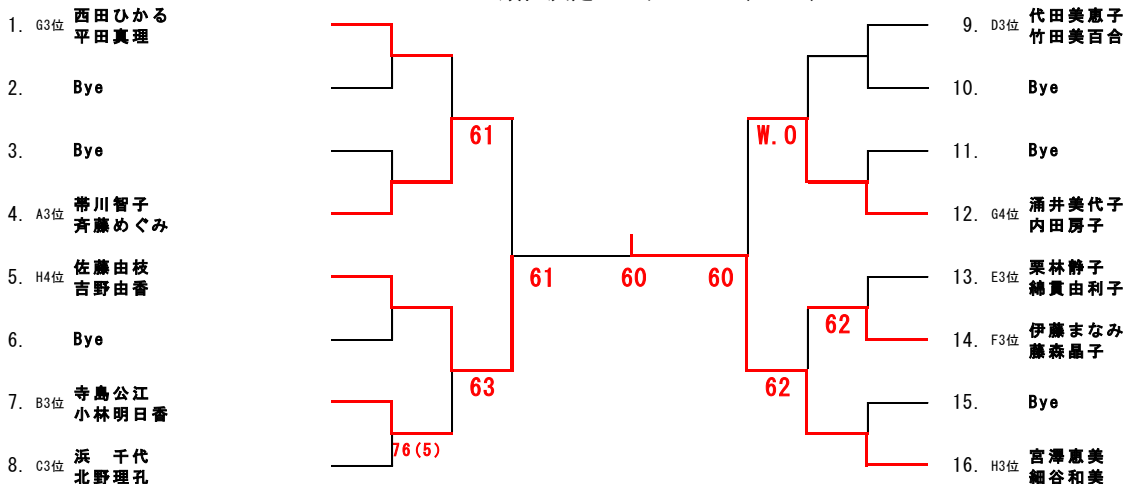 1. G3位 西田ひかる
平田真理
2. Bye
3. Bye
4. A3位 帯川智子
斉藤めぐみ
5. H4位 佐藤由枝
吉野由香
6. Bye
7. B3位 寺島公江
小林明日香
8. C3位 浜 千代
北野理孔
61
63
76(5)
61
60
60
W.O
62
62
9. D3位 代田美恵子
竹田美百合
10. Bye
11. Bye
12. G4位 涌井美代子
内田房子
13. E3位 栗林静子
綿貫由利子
14. F3位 伊藤まなみ
藤森晶子
15. Bye
16. H3位 宮澤恵美
細谷和美